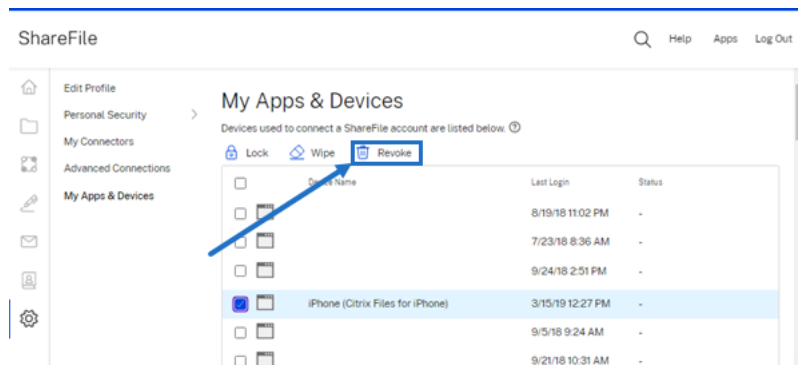 ShareFile
Help Apps Log Out
Edit Profile
Personal Security
My Connectors
Advanced Connections
My Apps & Devices
My Apps & Devices
Devices used to connect a ShareFile account are listed below.
Lock Wipe Revoke
Name Last Login Status
8/19/18 11:02 PM -
7/23/18 8:36 AM -
9/24/18 2:51 PM -
iPhone (Citrix Files for iPhone) 3/15/19 12:27 PM -
9/5/18 9:24 AM -
9/21/18 10:31 AM -